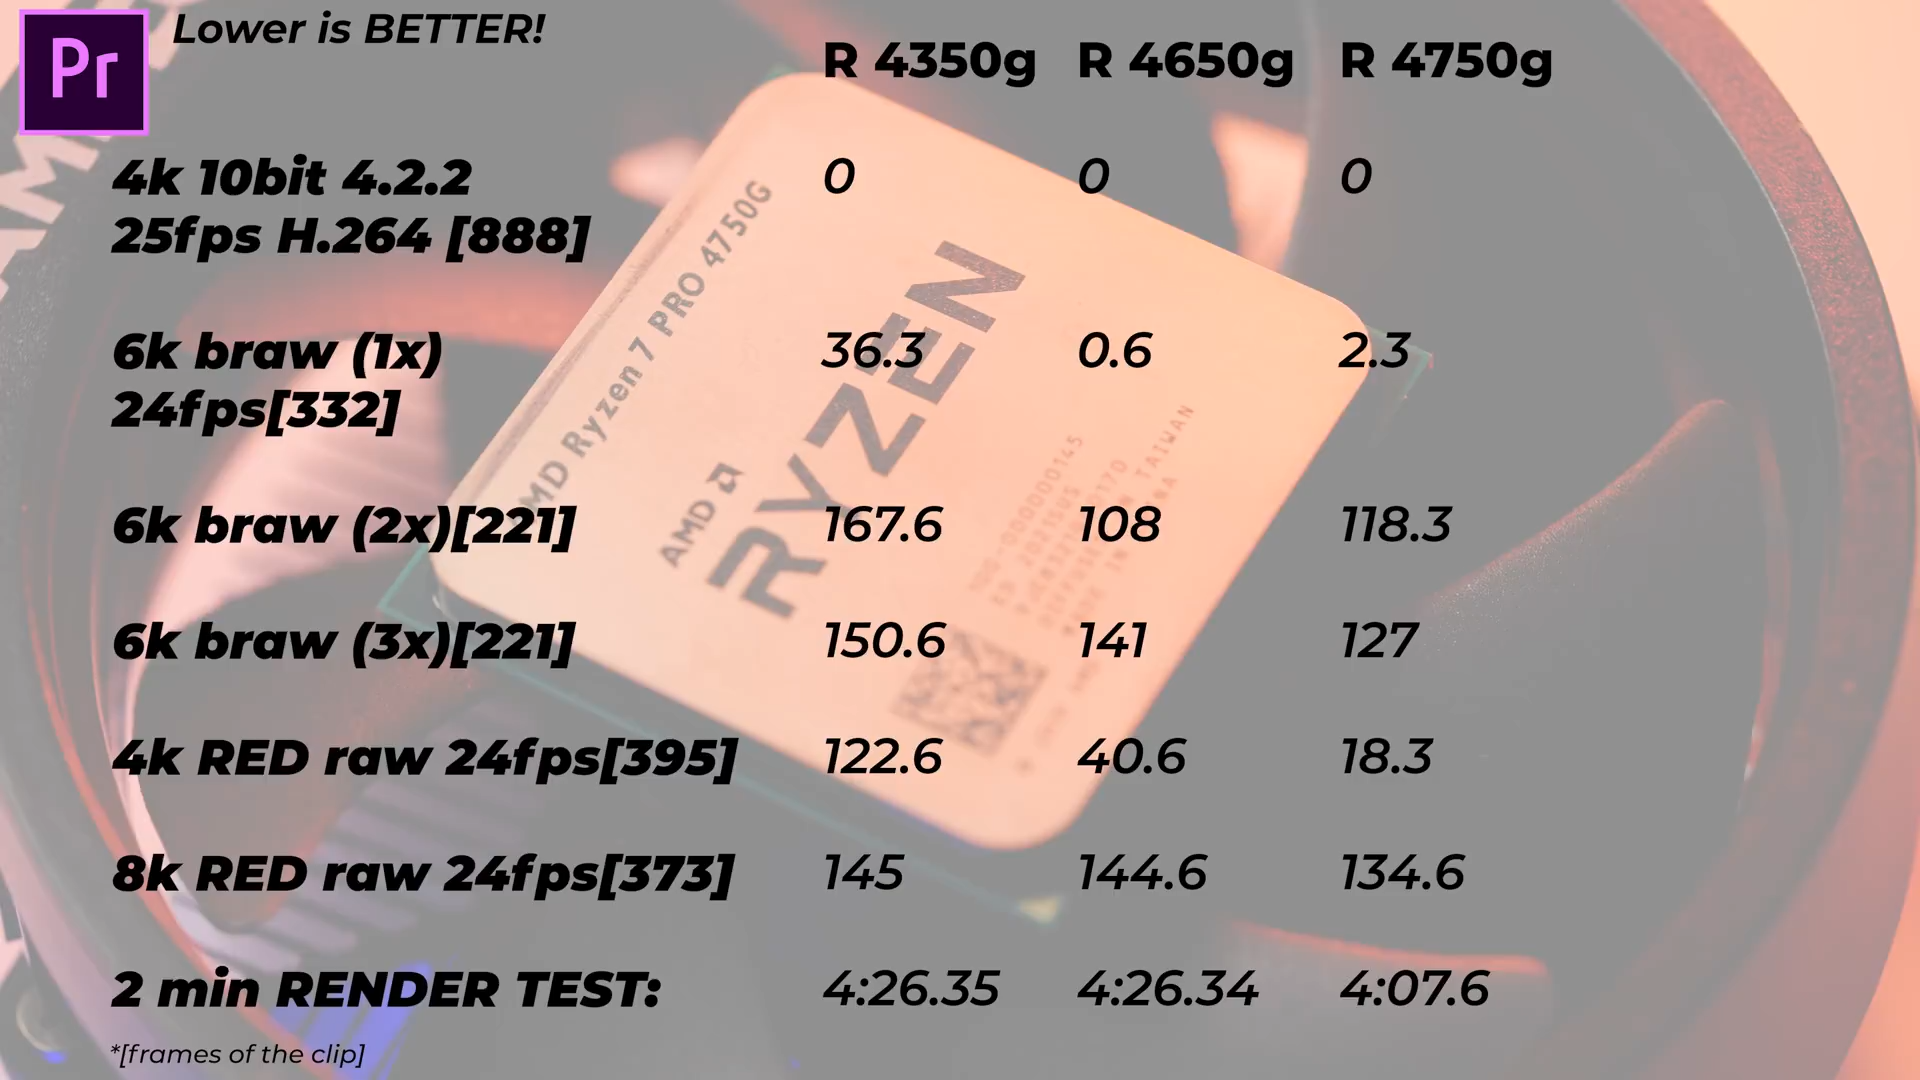 Pr
Lower is BETTER!
R 4350g R 4650g R 4750g
4k 10bit 4.2.2
25fps H.264 [888]
0 0 0
6k braw (1x)
24fps[332]
36.3 0.6 2.3
6k braw (2x)[221] 167.6 108 118.3
6k braw (3x)[221] 150.6 141 127
4k RED raw 24fps[395] 122.6 40.6 18.3
8k RED raw 24fps[373] 145 144.6 134.6
2 min RENDER TEST: 4:26.35 4:26.34 4:07.6
*[frames of the clip]
AMD Ryzen 7 PRO 4750G
AMD
RYZEN